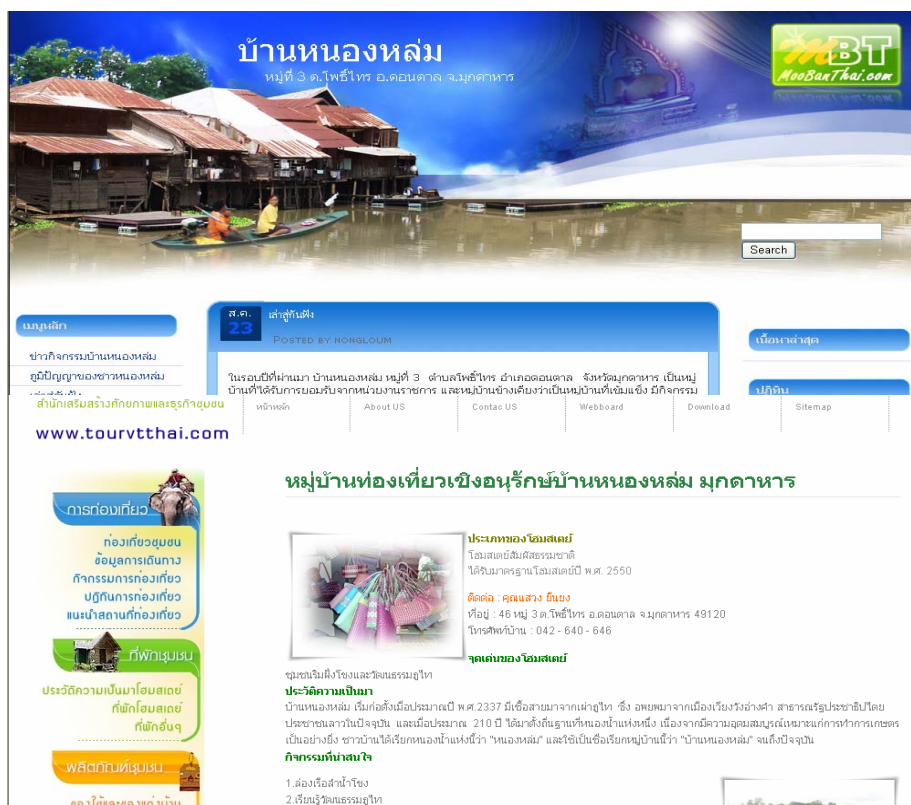 บ้านหนองหล่ม
หมู่ที่ 3 ต.โพธิ์ไทร อ.ดอนตาล จ.มุกดาหาร
mBT
MooBanThai.com
Search
เมนูหลัก
ข่าวกิจกรรมบ้านหนองหล่ม
ภูมิปัญญาของชาวหนองหล่ม
เล่าสู่กันฟัง
ส.ค.
23
เล่าสู่กันฟัง
POSTED BY NONGLOUM
ในรอบปีที่ผ่านมา บ้านหนองหล่ม หมู่ที่ 3 ตำบลโพธิ์ไทร อำเภอดอนตาล จังหวัดมุกดาหาร เป็นหมู่
บ้านที่ได้รับการยอมรับจากหน่วยงานราชการ และหมู่บ้านข้างเคียงว่าเป็นหมู่บ้านที่เข้มแข็ง มีกิจกรรม
เนื้อหาล่าสุด
ปฏิทิน
สำนักเสริมสร้างศักยภาพและธุรกิจชุมชน
www.tourvtthai.com
หน้าหลัก
About US
Contac US
Webboard
Download
Sitemap
การท่องเที่ยว
ท่องเที่ยวชุมชน
ข้อมูลการเดินทาง
กิจกรรมการท่องเที่ยว
ปฏิทินการท่องเที่ยว
แนะนำสถานที่ท่องเที่ยว
ที่พักชุมชน
ประวัติความเป็นมาโฮมสเตย์
ที่พักโฮมสเตย์
ที่พักอื่นๆ
ผลิตภัณฑ์ชุมชน
ของใช้และของแต่งบ้าน
หมู่บ้านท่องเที่ยวเชิงอนุรักษ์บ้านหนองหล่ม มุกดาหาร
ประเภทของโฮมสเตย์
โฮมสเตย์สัมผัสธรรมชาติ
ได้รับมาตรฐานโฮมสเตย์ปี พ.ศ. 2550
ติดต่อ : คุณแสวง ยืนยง
ที่อยู่ : 46 หมู่ 3 ต.โพธิ์ไทร อ.ดอนตาล จ.มุกดาหาร 49120
โทรศัพท์บ้าน : 042 - 640 - 646
จุดเด่นของโฮมสเตย์
ชุมชนริมฝั่งโขงและวัฒนธรรมภูไท
ประวัติความเป็นมา
บ้านหนองหล่ม เริ่มก่อตั้งเมื่อประมาณปี พ.ศ.2337 มีเชื้อสายมาจากเผ่าภูไท ซึ่ง อพยพมาจากเมืองเวียงวังอ่างคำ สาธารณรัฐประชาธิปไตย
ประชาชนลาวในปัจจุบัน และเมื่อประมาณ 210 ปี ได้มาตั้งถิ่นฐานที่หนองน้ำแห่งหนึ่ง เนื่องจากมีความอุดมสมบูรณ์เหมาะแก่การทำการเกษตร
เป็นอย่างยิ่ง ชาวบ้านได้เรียกหนองน้ำแห่งนี้ว่า "หนองหล่ม" และใช้เป็นชื่อเรียกหมู่บ้านนี้ว่า "บ้านหนองหล่ม" จนถึงปัจจุบัน
กิจกรรมที่น่าสนใจ
1.ล่องเรือลำน้ำโขง
2.เรียนรู้วัฒนธรรมภูไท